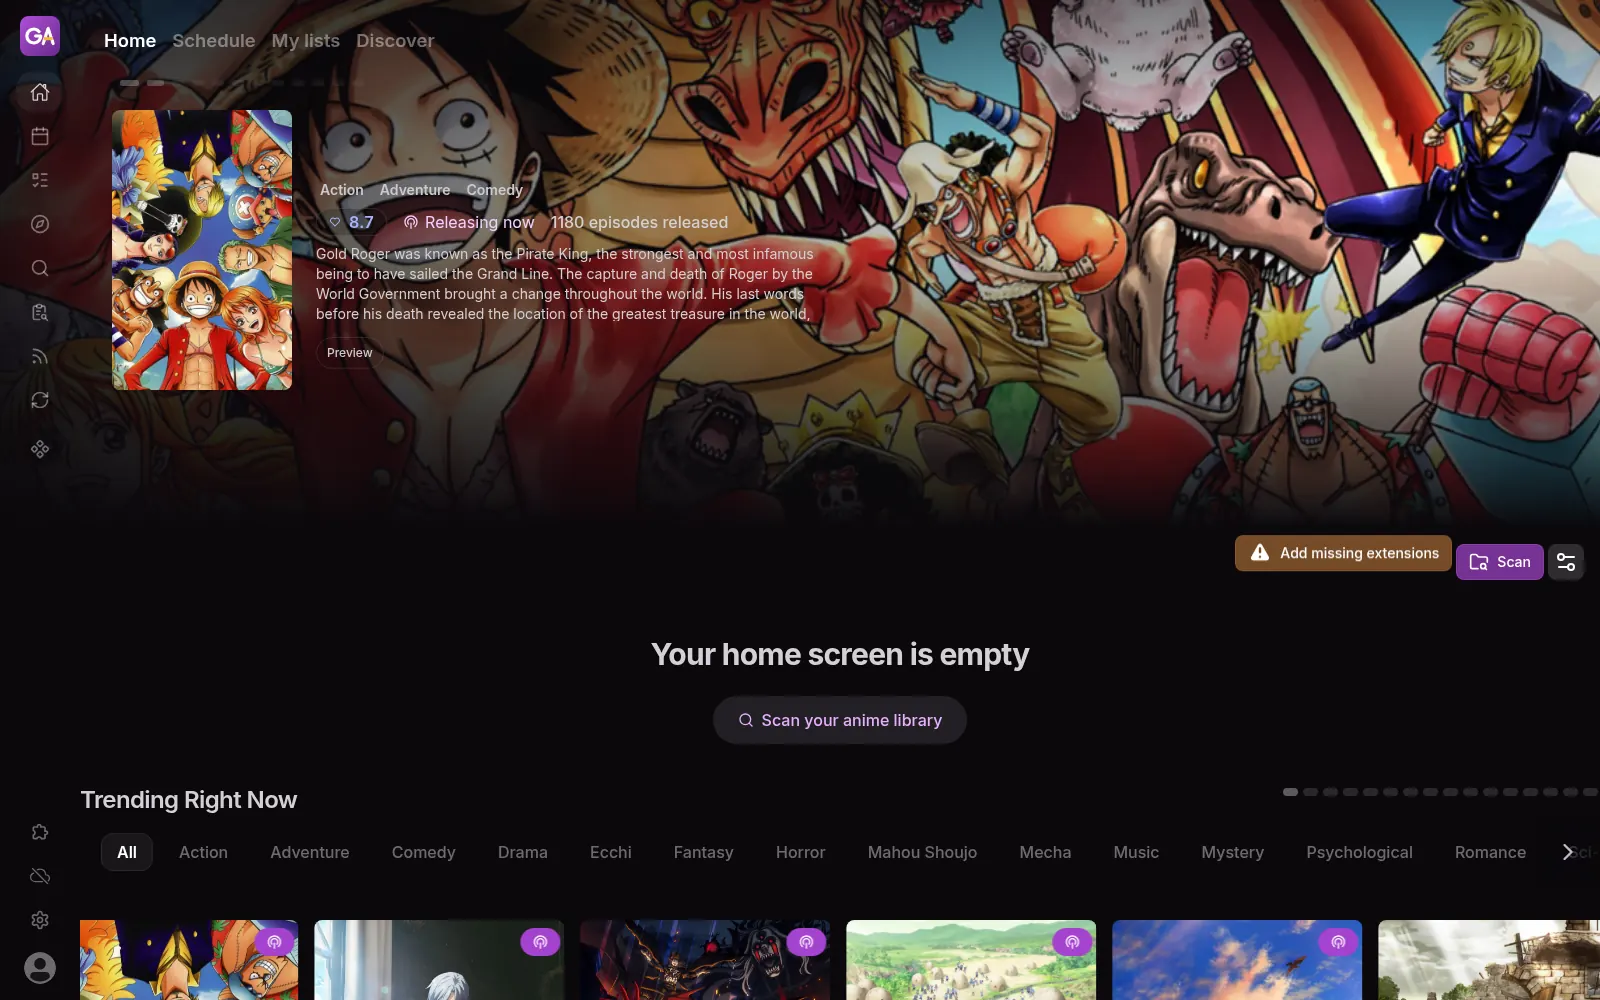 GA
Home Schedule My lists Discover
Action Adventure Comedy
8.7 Releasing now 1180 episodes released
Gold Roger was known as the Pirate King, the strongest and most infamous
being to have sailed the Grand Line. The capture and death of Roger by the
World Government brought a change throughout the world. His last words
before his death revealed the location of the greatest treasure in the world,
Preview
Add missing extensions
Scan
Your home screen is empty
Scan your anime library
Trending Right Now
All Action Adventure Comedy Drama Ecchi Fantasy Horror Mahou Shoujo Mecha Music Mystery Psychological Romance Sci-